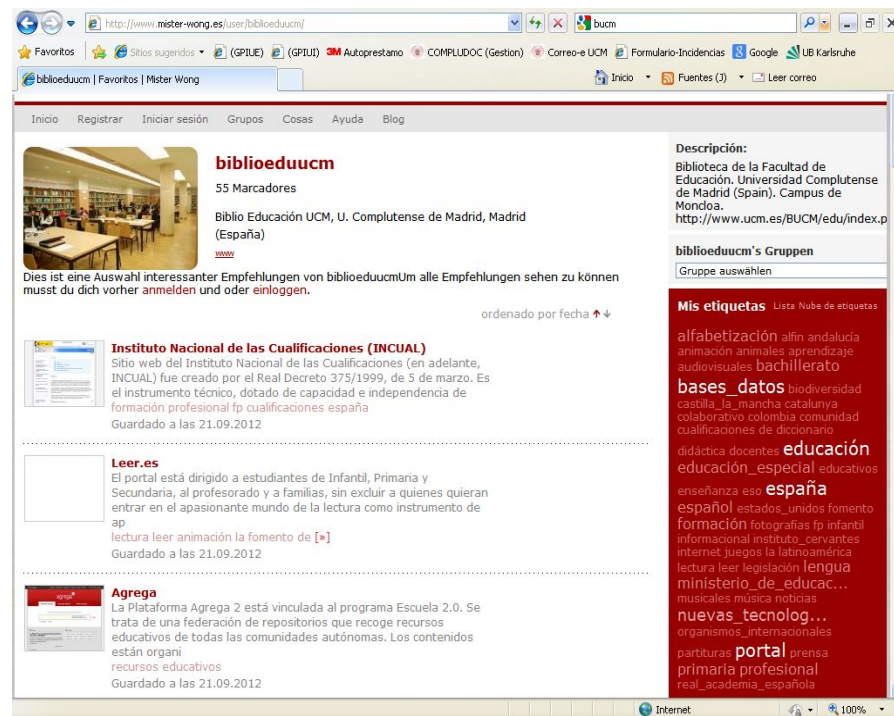 http://www.mister-wong.es/user/biblioeduucm/
bucm
Favoritos
Sitios sugeridos
(GPIUE)
(GPIUI)
3M Autoprestamo
COMPLUDOC (Gestion)
Correo-e UCM
Formulario-Incidencias
Google
UB Karlsruhe
biblioeduucm | Favoritos | Mister Wong
Inicio
Fuentes (J)
Leer correo
Inicio Registrar Iniciar sesión Grupos Cosas Ayuda Blog
biblioeduucm
55 Marcadores
Biblio Educación UCM, U. Complutense de Madrid, Madrid
(España)
www
Dies ist eine Auswahl interessanter Empfehlungen von biblioeduucmUm alle Empfehlungen sehen zu können
musst du dich vorher anmelden und oder einloggen.
ordenado por fecha
Instituto Nacional de las Cualificaciones (INCUAL)
Sitio web del Instituto Nacional de las Cualificaciones (en adelante,
INCUAL) fue creado por el Real Decreto 375/1999, de 5 de marzo. Es
el instrumento técnico, dotado de capacidad e independencia de
formación profesional fp cualificaciones españa
Guardado a las 21.09.2012
Leer.es
El portal está dirigido a estudiantes de Infantil, Primaria y
Secundaria, al profesorado y a familias, sin excluir a quienes quieran
entrar en el apasionante mundo de la lectura como instrumento de
ap
lectura leer animación la fomento de [»]
Guardado a las 21.09.2012
agrega
Agrega
La Plataforma Agrega 2 está vinculada al programa Escuela 2.0. Se
trata de una federación de repositorios que recoge recursos
educativos de todas las comunidades autónomas. Los contenidos
están organi
recursos educativos
Guardado a las 21.09.2012
Descripción:
Biblioteca de la Facultad de
Educación. Universidad Complutense
de Madrid (Spain). Campus de
Moncloa.
http://www.ucm.es/BUCM/edu/index.p
biblioeduucm's Gruppen
Gruppe auswählen
Mis etiquetas Lista Nube de etiquetas
alfabetización alfin andalucía
animación animales aprendizaje
audiovisuales bachillerato
bases_datos biodiversidad
castilla_la_mancha catalunya
colaborativo colombia comunidad
cualificaciones de diccionario
didáctica docentes educación
educación_especial educativos
enseñanza eso españa
español estados_unidos fomento
formación fotografías fp infantil
informacional instituto_cervantes
internet juegos la latinoamérica
lectura leer legislación lengua
ministerio_de_educac...
musicales música noticias
nuevas_tecnolog...
organismos_internacionales
partituras portal prensa
primaria profesional
real_academia_española
Internet
100%